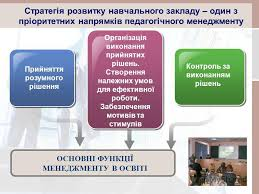 Стратегія розвитку навчального закладу – один з
пріоритетних напрямків педагогічного менеджменту
Прийняття
розумного
рішення
Організація
виконання
прийнятих
рішень.
Створення
належних умов
для ефективної
роботи.
Забезпечення
мотивів та
стимулів
Контроль за
виконанням
рішень
ОСНОВНІ ФУНКЦІЇ
МЕНЕДЖМЕНТУ В ОСВІТІ